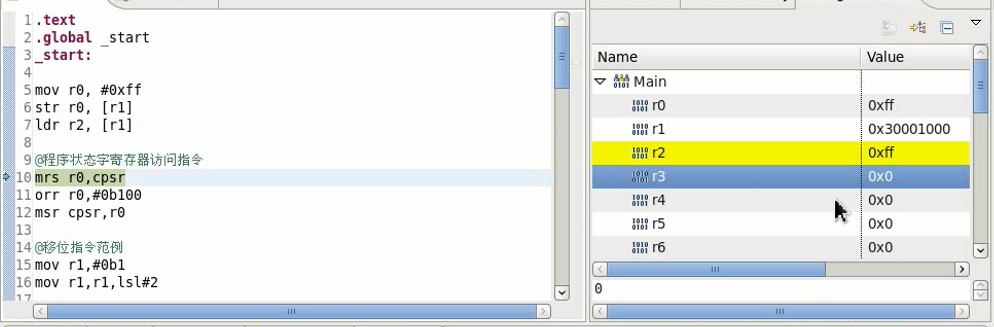 1 .text
2 .global _start
3 _start:
4
5 mov r0, #0xff
6 str r0, [r1]
7 ldr r2, [r1]
8
9 @程序状态字寄存器访问指令
10 mrs r0,cpsr
11 orr r0,#0b100
12 msr cpsr,r0
13
14 @移位指令范例
15 mov r1,#0b1
16 mov r1,r1,lsl#2
17
Name Value
Main
r0 0xff
r1 0x30001000
r2 0xff
r3 0x0
r4 0x0
r5 0x0
r6 0x0
0